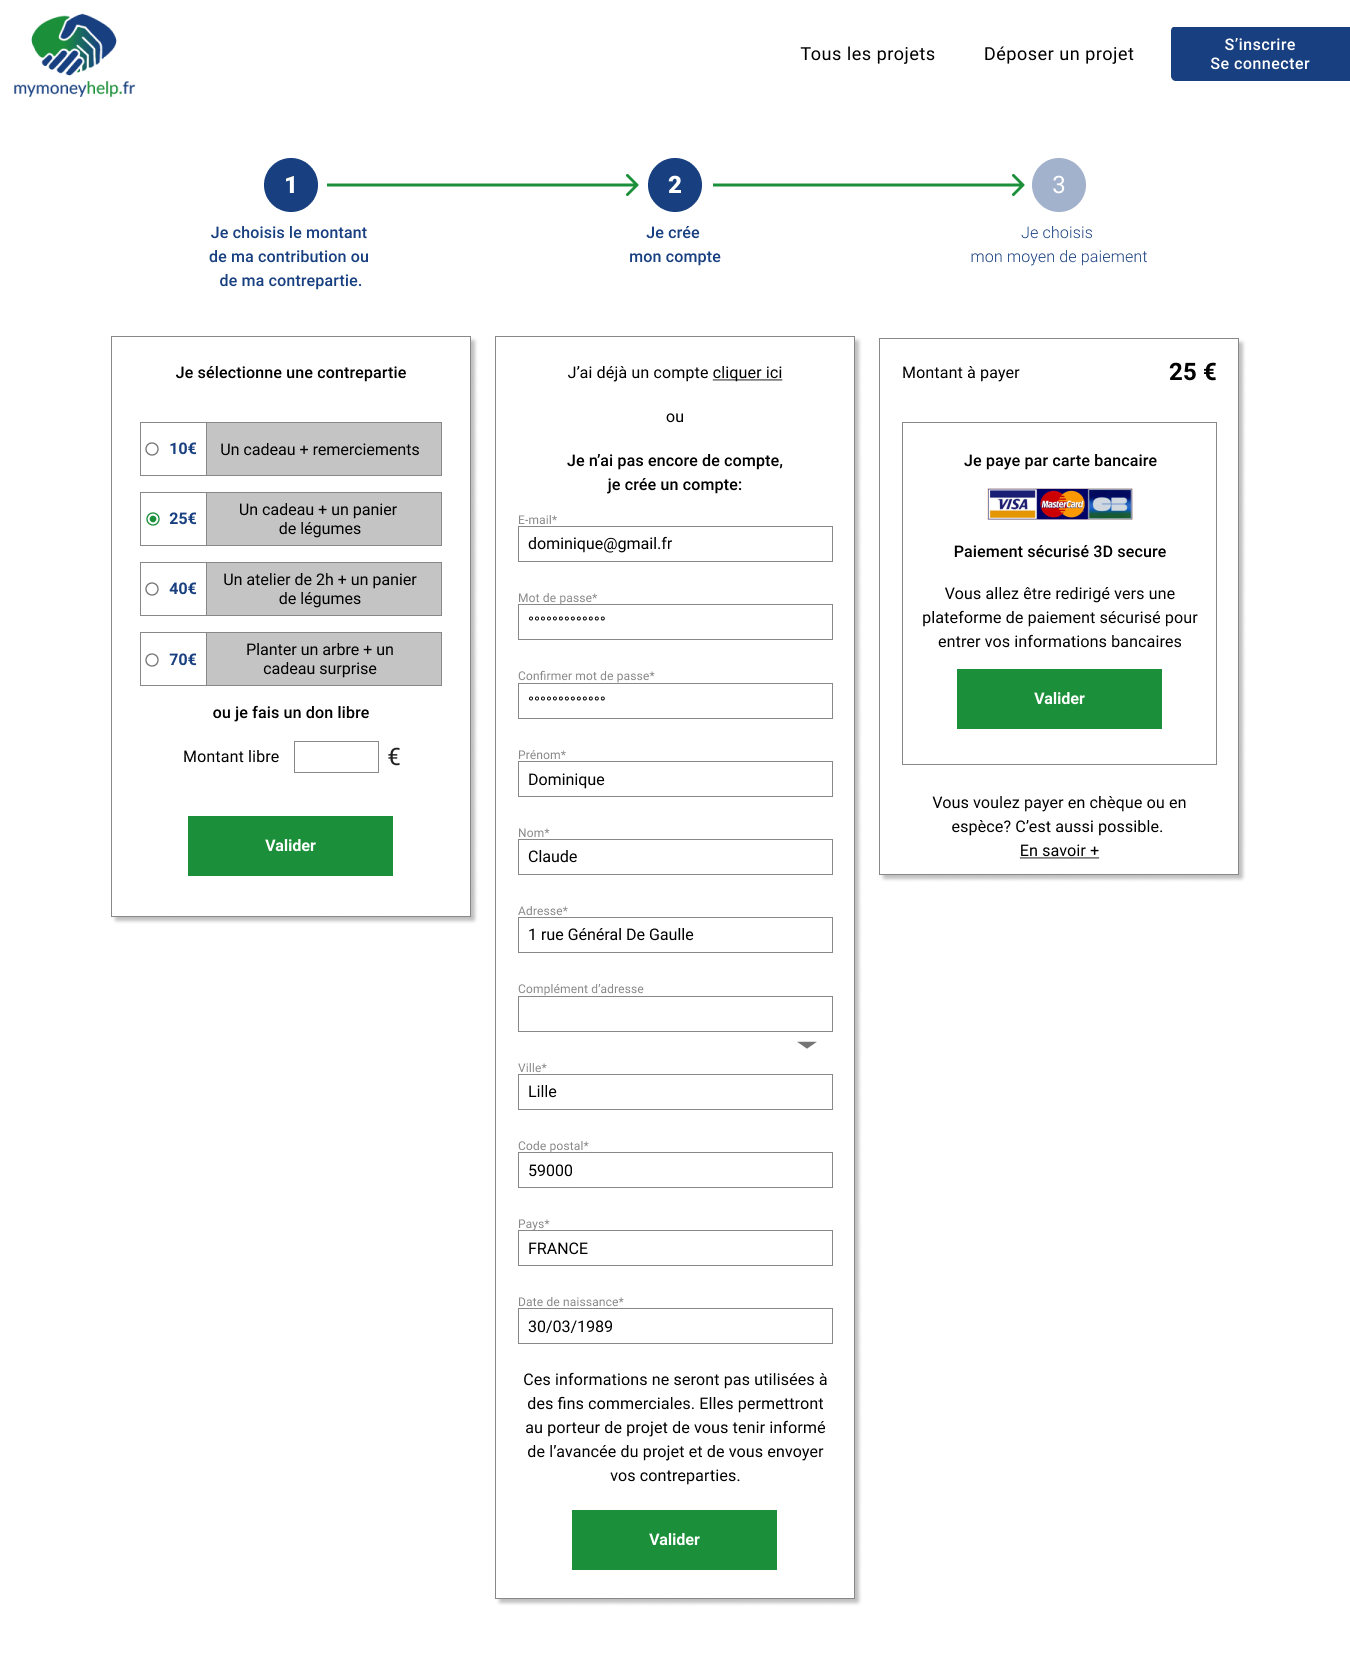 mymoneyhelp.fr
Tous les projets
Déposer un projet
S'inscrire
Se connecter
1
2
3
Je choisis le montant
de ma contribution ou
de ma contrepartie.
Je crée
mon compte
Je choisis
mon moyen de paiement
Je sélectionne une contrepartie
10€ Un cadeau + remerciements
25€ Un cadeau + un panier
de légumes
40€ Un atelier de 2h + un panier
de légumes
70€ Planter un arbre + un
cadeau surprise
ou je fais un don libre
Montant libre €
Valider
J'ai déjà un compte cliquer ici
ou
Je n'ai pas encore de compte,
je crée un compte:
E-mail*
dominique@gmail.fr
Mot de passe*
°°°°°°°°°°°°°
Confirmer mot de passe*
°°°°°°°°°°°°°
Prénom*
Dominique
Nom*
Claude
Adresse*
1 rue Général De Gaulle
Complément d'adresse
Ville*
Lille
Code postal*
59000
Pays*
FRANCE
Date de naissance*
30/03/1989
Ces informations ne seront pas utilisées à
des fins commerciales. Elles permettront
au porteur de projet de vous tenir informé
de l'avancée du projet et de vous envoyer
vos contreparties.
Valider
Montant à payer 25 €
Je paye par carte bancaire
VISA MasterCard CB
Paiement sécurisé 3D secure
Vous allez être redirigé vers une
plateforme de paiement sécurisé pour
entrer vos informations bancaires
Valider
Vous voulez payer en chèque ou en
espèce? C'est aussi possible.
En savoir +